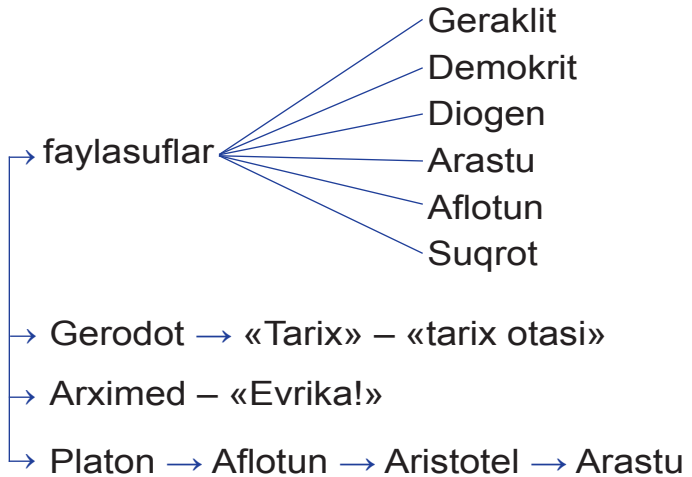 Geraklit
Demokrit
Diogen
→ faylasuflar
Arastu
Aflotun
Suqrot
→ Gerodot → «Tarix» – «tarix otasi»
→ Arximed – «Evrika!»
→ Platon → Aflotun → Aristotel → Arastu